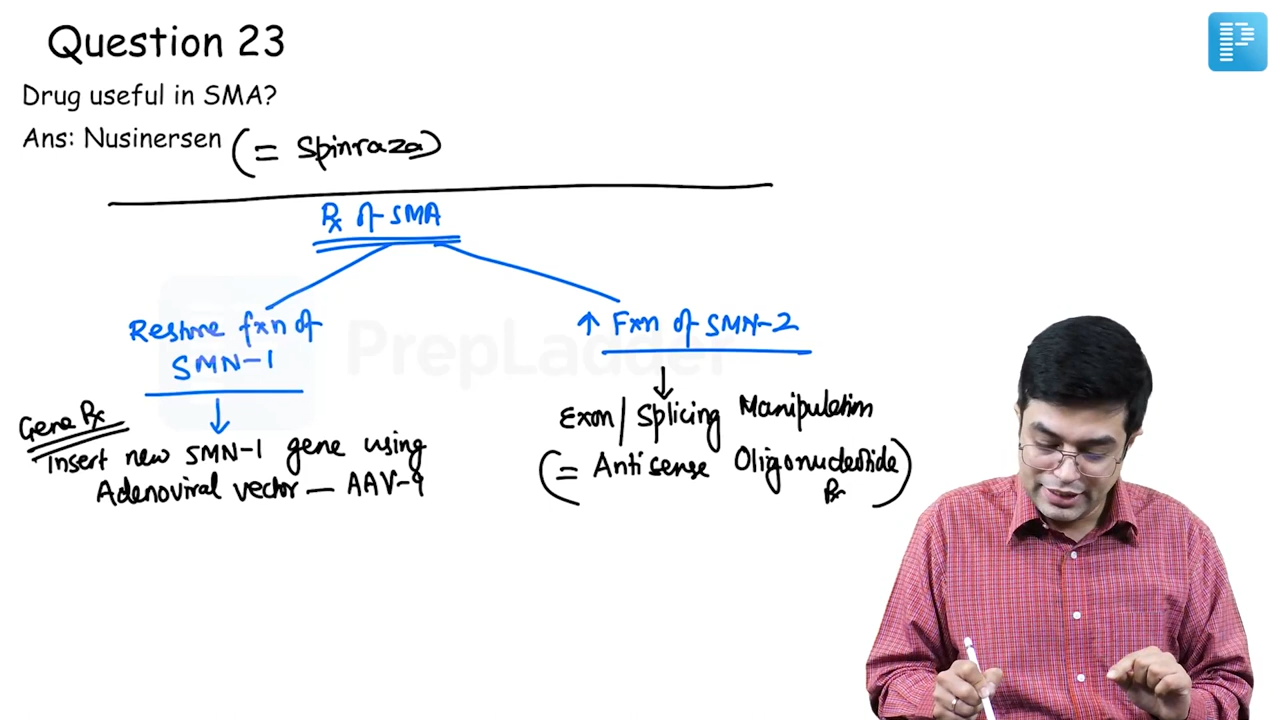 Question 23
Drug useful in SMA?
Ans: Nusinersen (= Spinraza)
Rx of SMA
Restore fxn of
SMN-1
↑ Fxn of SMN-2
Gene Rx
Insert new SMN-1 gene using
Adenoviral vector — AAV-9
Exon/Splicing Manipulation
(= Antisense Oligonucleotide
Rx)
PrepLadder